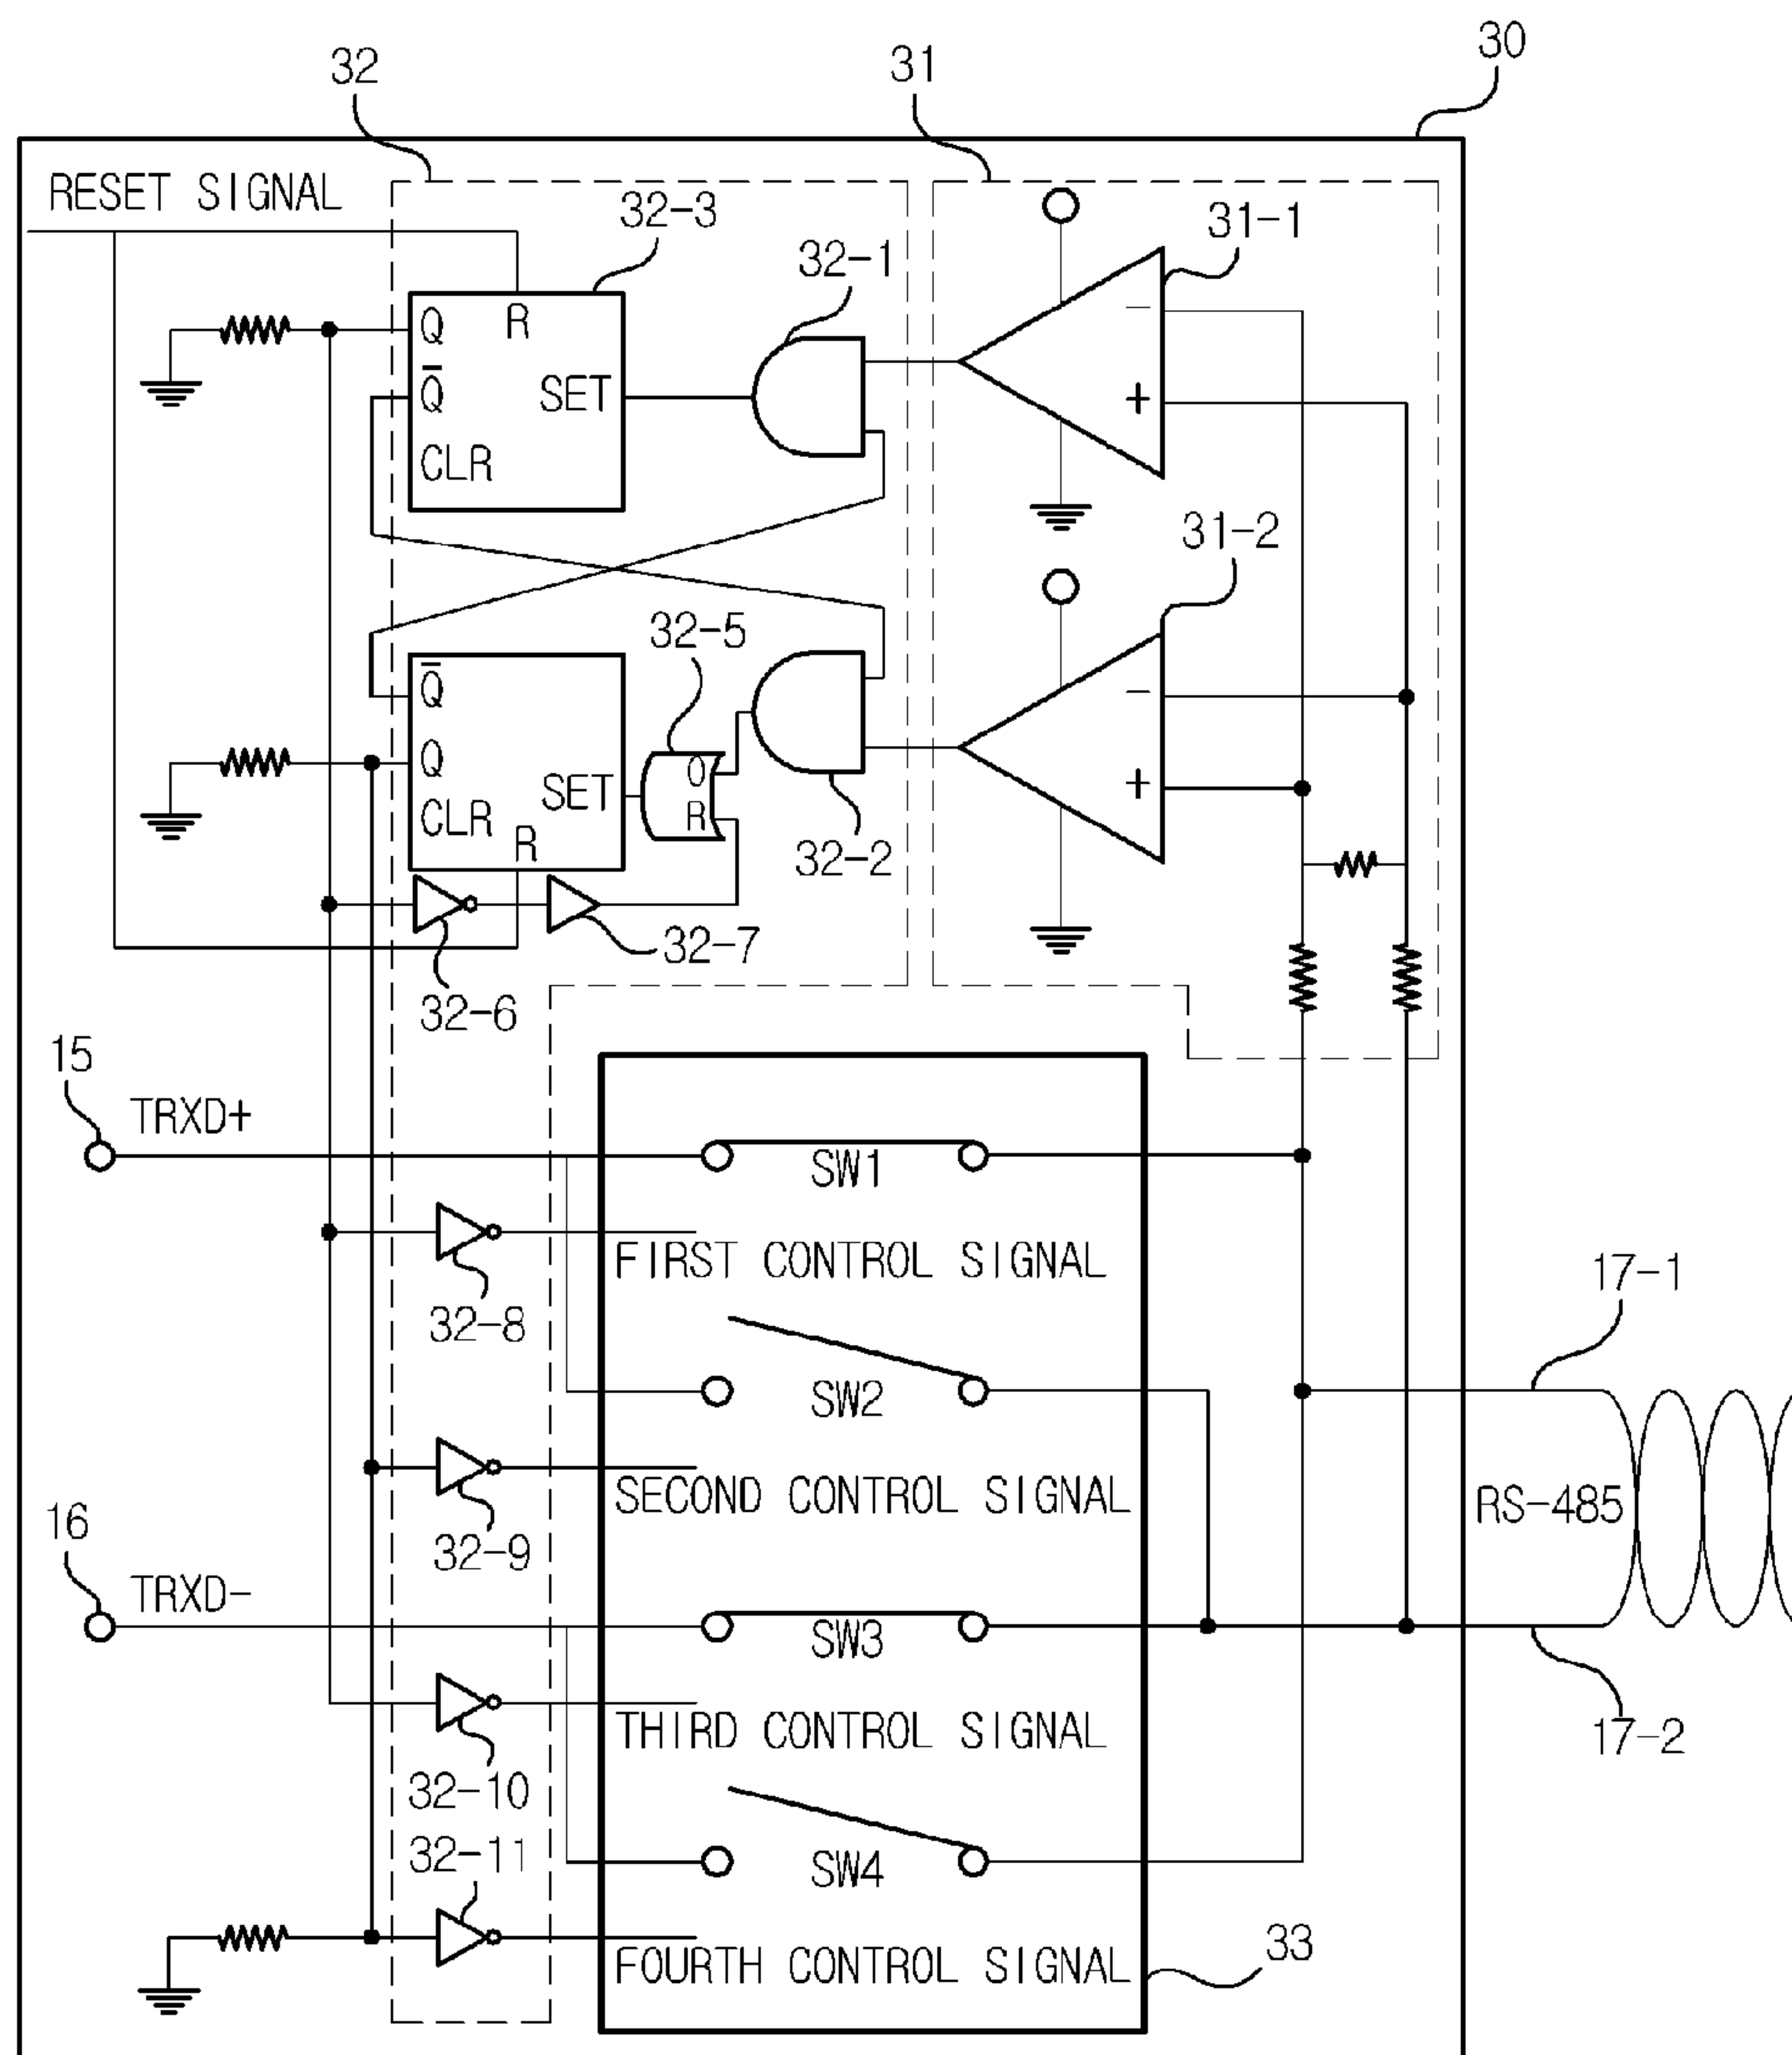 30
32
31
RESET SIGNAL
32-3
31-1
32-1
Q
R
−
Q̅
SET
+
CLR
31-2
32-5
Q̅
−
Q
O
SET
+
CLR
R
R
32-2
32-7
32-6
15
TRXD+
SW1
FIRST CONTROL SIGNAL
17-1
32-8
SW2
SECOND CONTROL SIGNAL
RS-485
16
32-9
TRXD-
SW3
THIRD CONTROL SIGNAL
17-2
32-10
32-11
SW4
33
FOURTH CONTROL SIGNAL